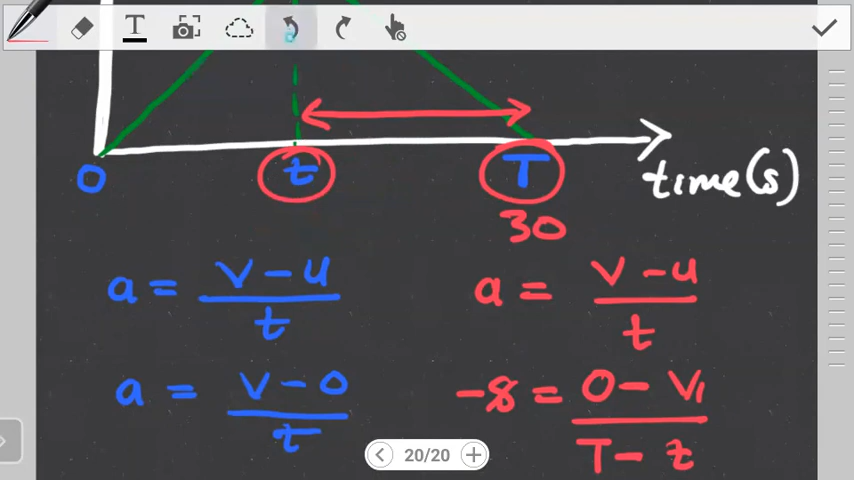 T
0 t T time(s)
30
a = v - u / t
a = v - u / t
a = v - 0 / t
-8 = 0 - v₁ / T - t
20/20